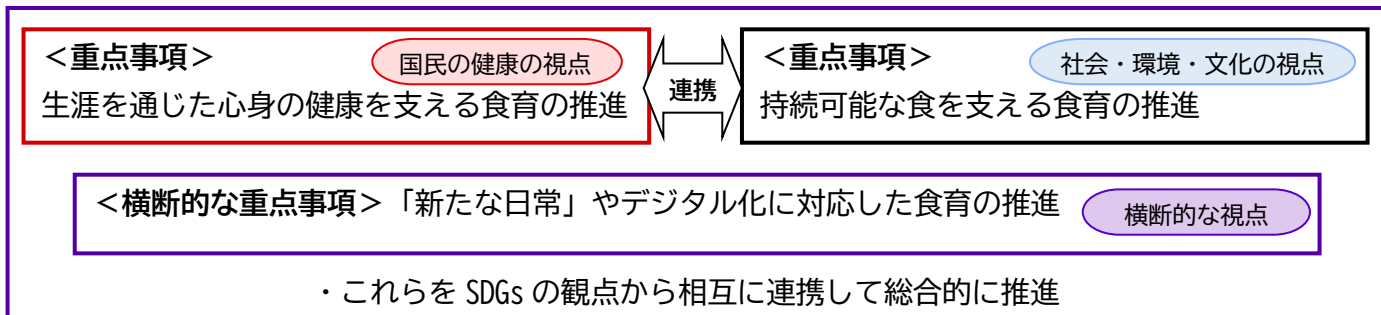 ＜重点事項＞
国民の健康の視点
生涯を通じた心身の健康を支える食育の推進
連携
＜重点事項＞
社会・環境・文化の視点
持続可能な食を支える食育の推進
＜横断的な重点事項＞「新たな日常」やデジタル化に対応した食育の推進
横断的な視点
・これらを SDGs の観点から相互に連携して総合的に推進